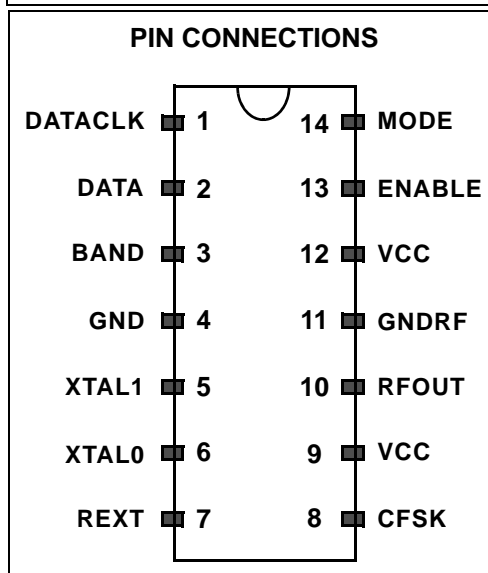 PIN CONNECTIONS
DATACLK 1 14 MODE
DATA 2 13 ENABLE
BAND 3 12 VCC
GND 4 11 GNDRF
XTAL1 5 10 RFOUT
XTAL0 6 9 VCC
REXT 7 8 CFSK